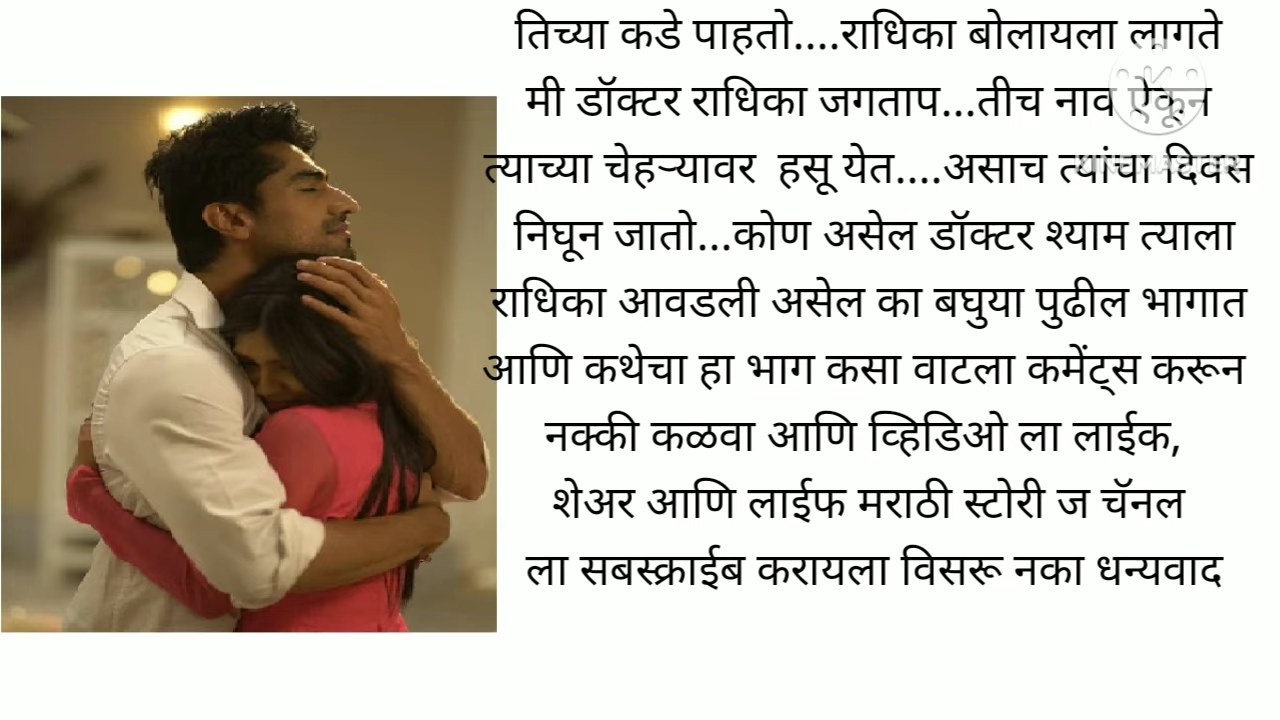 तिच्या कडे पाहतो....राधिका बोलायला लागते
मी डॉक्टर राधिका जगताप...तीच नाव ऐकून
त्याच्या चेहऱ्यावर हसू येत....असाच त्यांचा दिवस
निघून जातो...कोण असेल डॉक्टर श्याम त्याला
राधिका आवडली असेल का बघुया पुढील भागात
आणि कथेचा हा भाग कसा वाटला कमेंट्स करून
नक्की कळवा आणि व्हिडिओ ला लाईक,
शेअर आणि लाईफ मराठी स्टोरी ज चॅनल
ला सबस्क्राईब करायला विसरू नका धन्यवाद
KINEMASTER